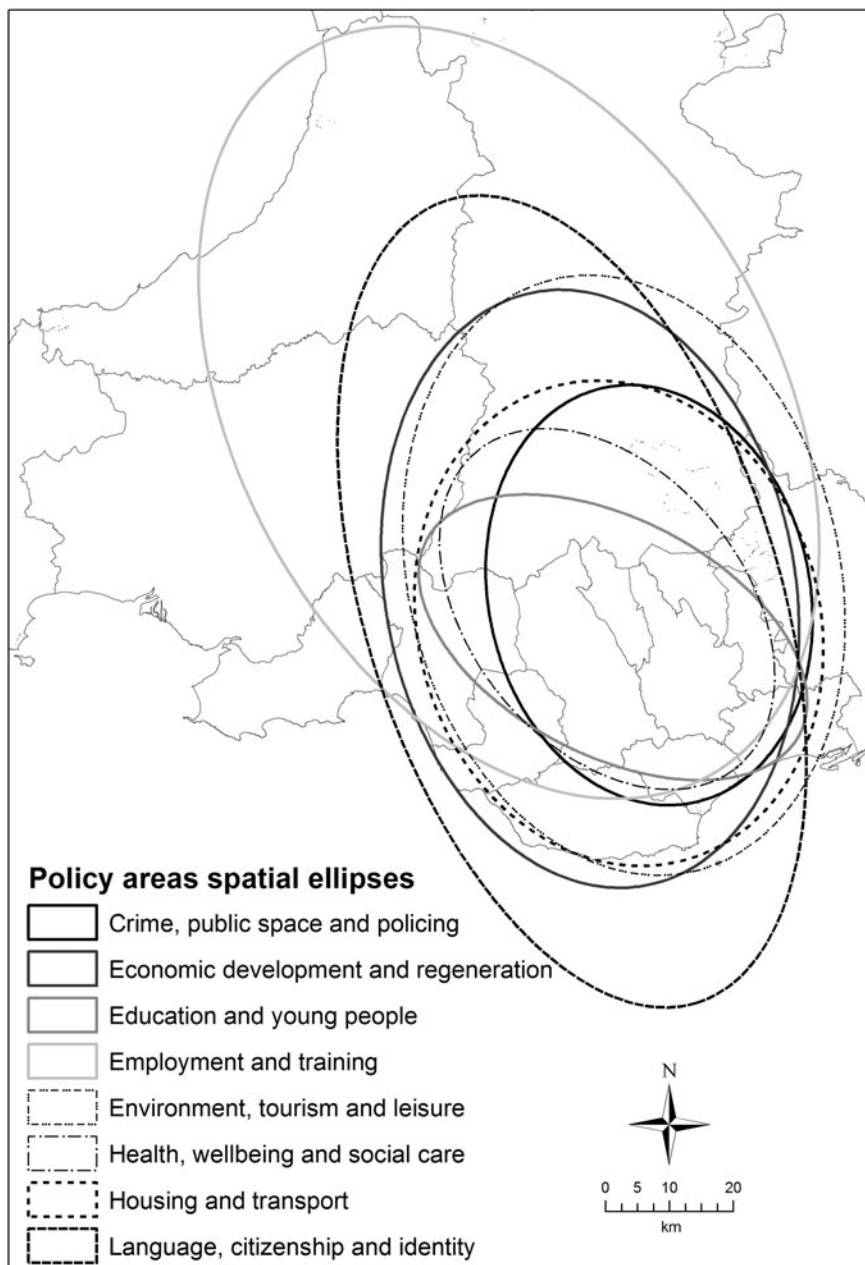 Policy areas spatial ellipses
Crime, public space and policing
Economic development and regeneration
Education and young people
Employment and training
Environment, tourism and leisure
Health, wellbeing and social care
Housing and transport
Language, citizenship and identity
N
0 5 10 20
km